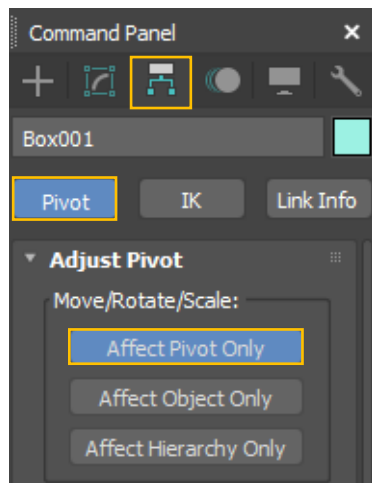 Command Panel
Box001
Pivot IK Link Info
Adjust Pivot
Move/Rotate/Scale:
Affect Pivot Only
Affect Object Only
Affect Hierarchy Only